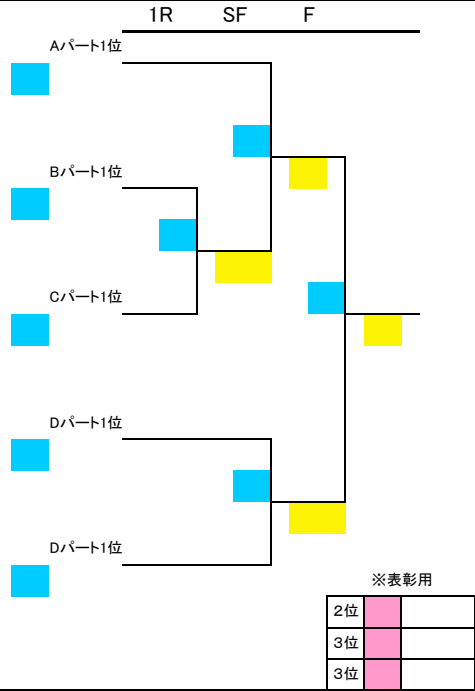 1R SF F
Aパート1位
Bパート1位
Cパート1位
Dパート1位
Dパート1位
※表彰用
2位
3位
3位